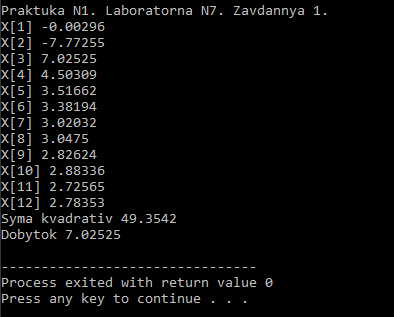 Praktuka N1. Laboratorna N7. Zavdannya 1.
X[1] -0.00296
X[2] -7.77255
X[3] 7.02525
X[4] 4.50309
X[5] 3.51662
X[6] 3.38194
X[7] 3.02032
X[8] 3.0475
X[9] 2.82624
X[10] 2.88336
X[11] 2.72565
X[12] 2.78353
Syma kvadrativ 49.3542
Dobytok 7.02525
--------------------------------
Process exited with return value 0
Press any key to continue . . .